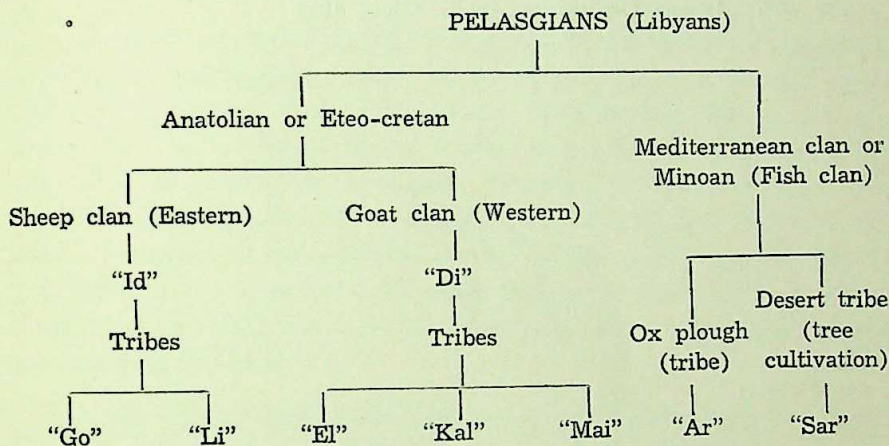 PELASGIANS (Libyans)
Anatolian or Eteo-cretan
Mediterranean clan or
Minoan (Fish clan)
Sheep clan (Eastern)
Goat clan (Western)
“Id”
“Di”
Tribes
Tribes
Ox plough
(tribe)
Desert tribe
(tree
cultivation)
“Go”
“Li”
“El”
“Kal”
“Mai”
“Ar”
“Sar”